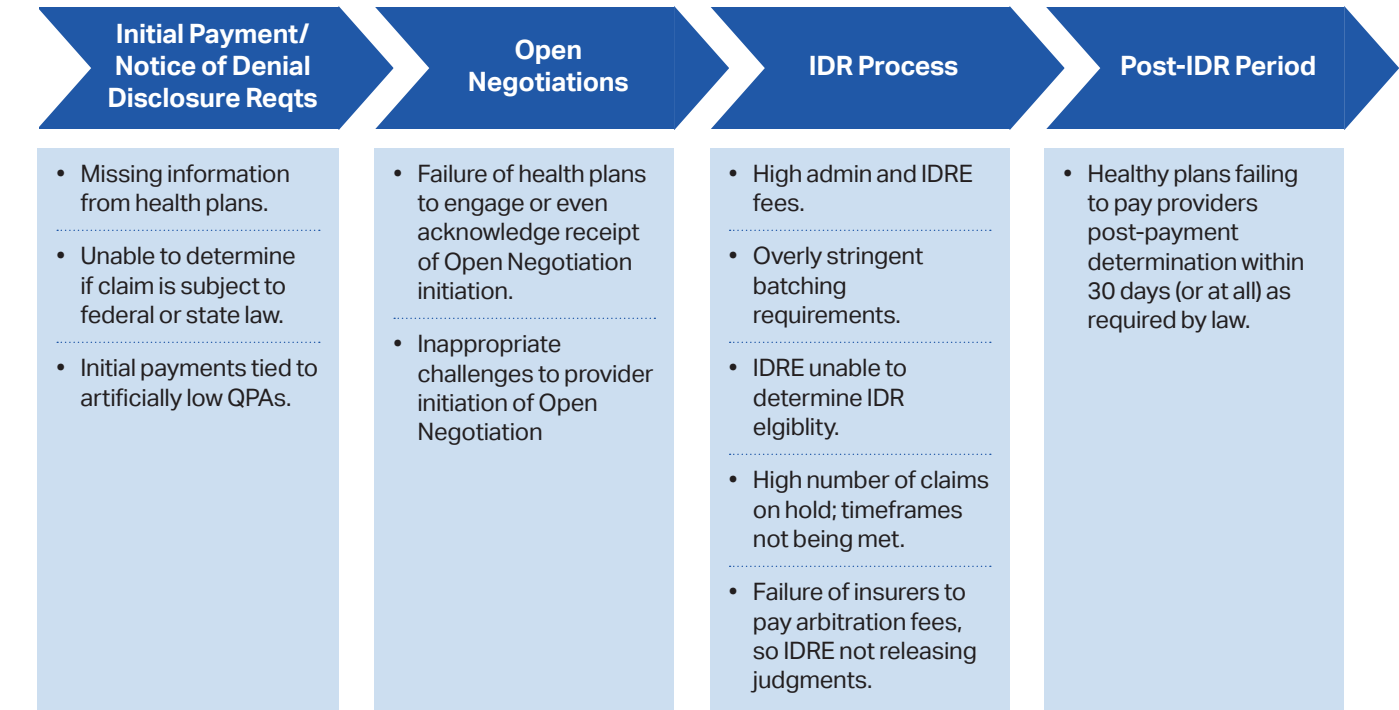 Initial Payment/
Notice of Denial
Disclosure Reqts
• Missing information
from health plans.
• Unable to determine
if claim is subject to
federal or state law.
• Initial payments tied to
artificially low QPAs.
Open
Negotiations
• Failure of health plans
to engage or even
acknowledge receipt
of Open Negotiation
initiation.
• Inappropriate
challenges to provider
initiation of Open
Negotiation
IDR Process
• High admin and IDRE
fees.
• Overly stringent
batching
requirements.
• IDRE unable to
determine IDR
elgiblity.
• High number of claims
on hold; timeframes
not being met.
• Failure of insurers to
pay arbitration fees,
so IDRE not releasing
judgments.
Post-IDR Period
• Healthy plans failing
to pay providers
post-payment
determination within
30 days (or at all) as
required by law.